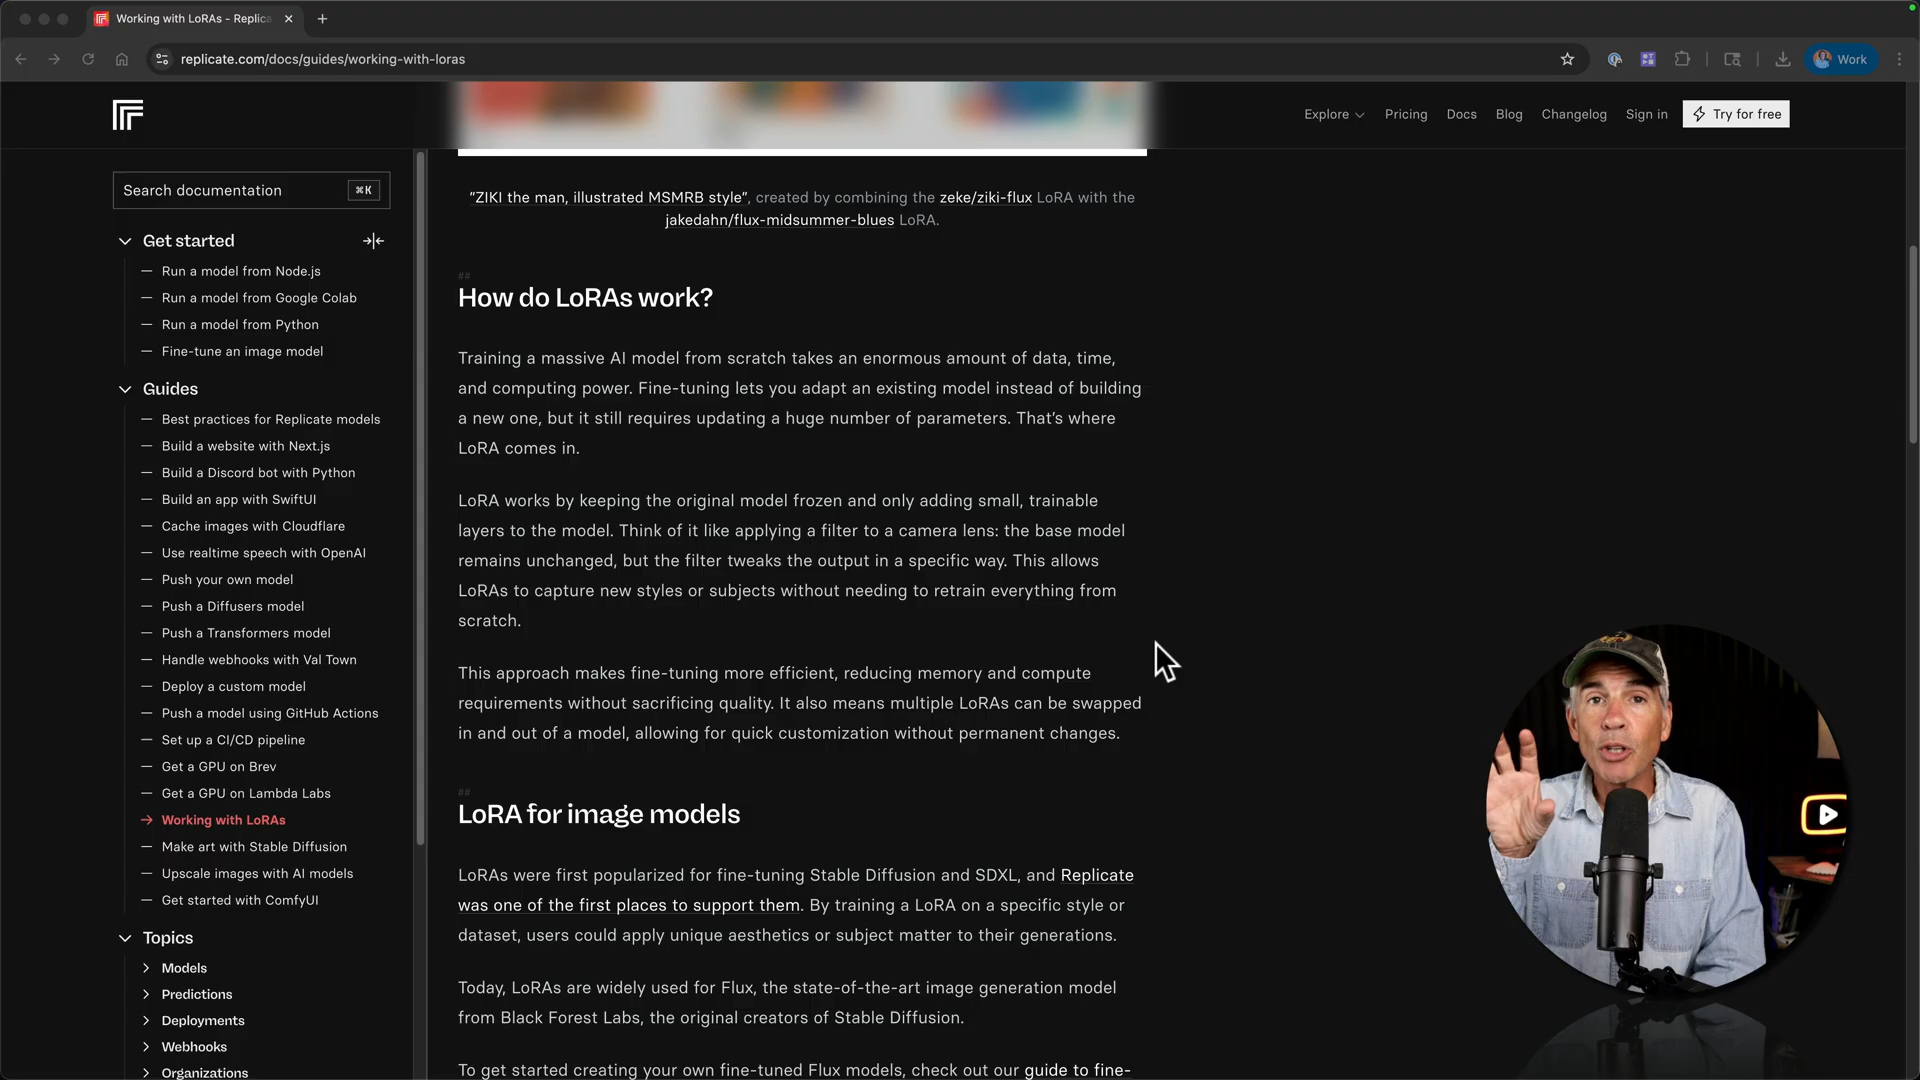 Working with LoRAs - Replica
replicate.com/docs/guides/working-with-loras
Work
Explore
Pricing
Docs
Blog
Changelog
Sign in
Try for free
Search documentation
⌘K
Get started
Run a model from Node.js
Run a model from Google Colab
Run a model from Python
Fine-tune an image model
Guides
Best practices for Replicate models
Build a website with Next.js
Build a Discord bot with Python
Build an app with SwiftUI
Cache images with Cloudflare
Use realtime speech with OpenAI
Push your own model
Push a Diffusers model
Push a Transformers model
Handle webhooks with Val Town
Deploy a custom model
Push a model using GitHub Actions
Set up a CI/CD pipeline
Get a GPU on Brev
Get a GPU on Lambda Labs
Working with LoRAs
Make art with Stable Diffusion
Upscale images with AI models
Get started with ComfyUI
Topics
Models
Predictions
Deployments
Webhooks
Organizations
"ZIKI the man, illustrated MSMRB style", created by combining the zeke/ziki-flux LoRA with the
jakedahn/flux-midsummer-blues LoRA.
##
How do LoRAs work?
Training a massive AI model from scratch takes an enormous amount of data, time,
and computing power. Fine-tuning lets you adapt an existing model instead of building
a new one, but it still requires updating a huge number of parameters. That's where
LoRA comes in.
LoRA works by keeping the original model frozen and only adding small, trainable
layers to the model. Think of it like applying a filter to a camera lens: the base model
remains unchanged, but the filter tweaks the output in a specific way. This allows
LoRAs to capture new styles or subjects without needing to retrain everything from
scratch.
This approach makes fine-tuning more efficient, reducing memory and compute
requirements without sacrificing quality. It also means multiple LoRAs can be swapped
in and out of a model, allowing for quick customization without permanent changes.
##
LoRA for image models
LoRAs were first popularized for fine-tuning Stable Diffusion and SDXL, and Replicate
was one of the first places to support them. By training a LoRA on a specific style or
dataset, users could apply unique aesthetics or subject matter to their generations.
Today, LoRAs are widely used for Flux, the state-of-the-art image generation model
from Black Forest Labs, the original creators of Stable Diffusion.
To get started creating your own fine-tuned Flux models, check out our guide to fine-